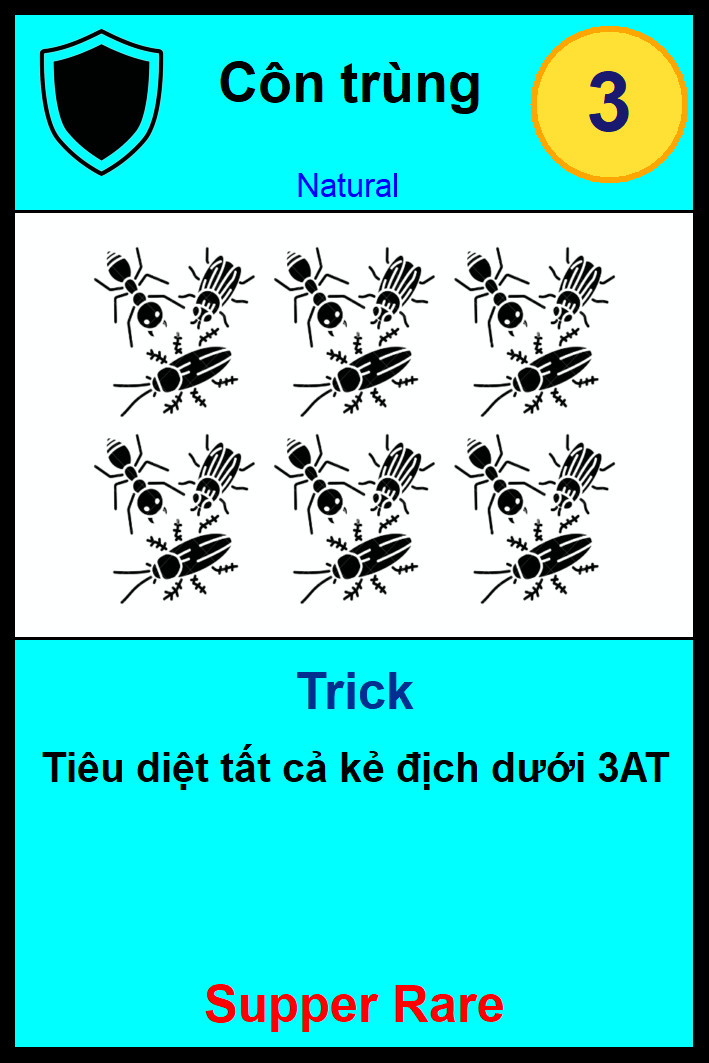 Côn trùng
3
Natural
Trick
Tiêu diệt tất cả kẻ địch dưới 3AT
Supper Rare